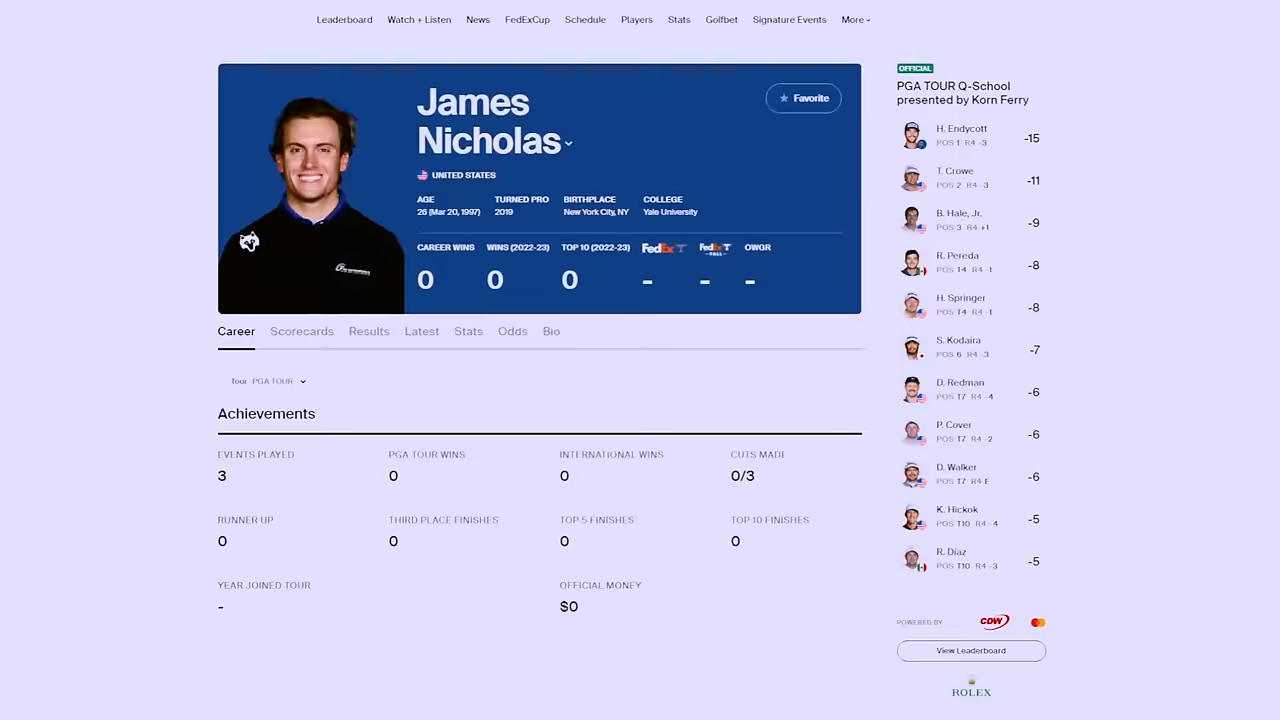 Leaderboard Watch + Listen News FedExCup Schedule Players Stats Golfbet Signature Events More
James
Nicholas
Favorite
UNITED STATES
AGE TURNED PRO BIRTHPLACE COLLEGE
26 (Mar 20, 1997) 2019 New York City, NY Yale University
CAREER WINS WINS (2022-23) TOP 10 (2022-23) FedEx FedEx OWGR
FALL
0 0 0 - - -
Career Scorecards Results Latest Stats Odds Bio
Tour PGA TOUR
Achievements
EVENTS PLAYED PGA TOUR WINS INTERNATIONAL WINS CUTS MADE
3 0 0 0/3
RUNNER UP THIRD PLACE FINISHES TOP 5 FINISHES TOP 10 FINISHES
0 0 0 0
YEAR JOINED TOUR OFFICIAL MONEY
- $0
OFFICIAL
PGA TOUR Q-School
presented by Korn Ferry
H. Endycott -15
POS 1 R4 -3
T. Crowe -11
POS 2 R4 -3
B. Hale, Jr. -9
POS 3 R4 +1
R. Pereda -8
POS T4 R4 -1
H. Springer -8
POS T4 R4 -1
S. Kodaira -7
POS 6 R4 -3
D. Redman -6
POS T7 R4 -4
P. Cover -6
POS T7 R4 -2
D. Walker -6
POS T7 R4 E
K. Hickok -5
POS T10 R4 -4
R. Díaz -5
POS T10 R4 -3
POWERED BY CDW
View Leaderboard
ROLEX